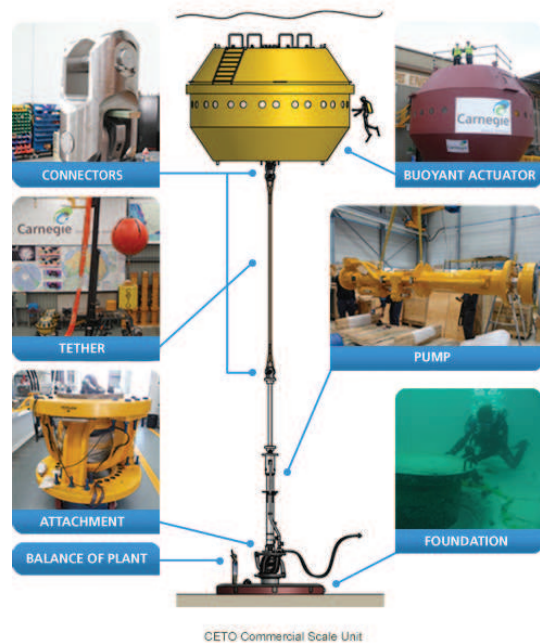 CONNECTORS
Carnegie
BUOYANT ACTUATOR
Carnegie
TETHER
PUMP
ATTACHMENT
BALANCE OF PLANT
FOUNDATION
CETO Commercial Scale Unit